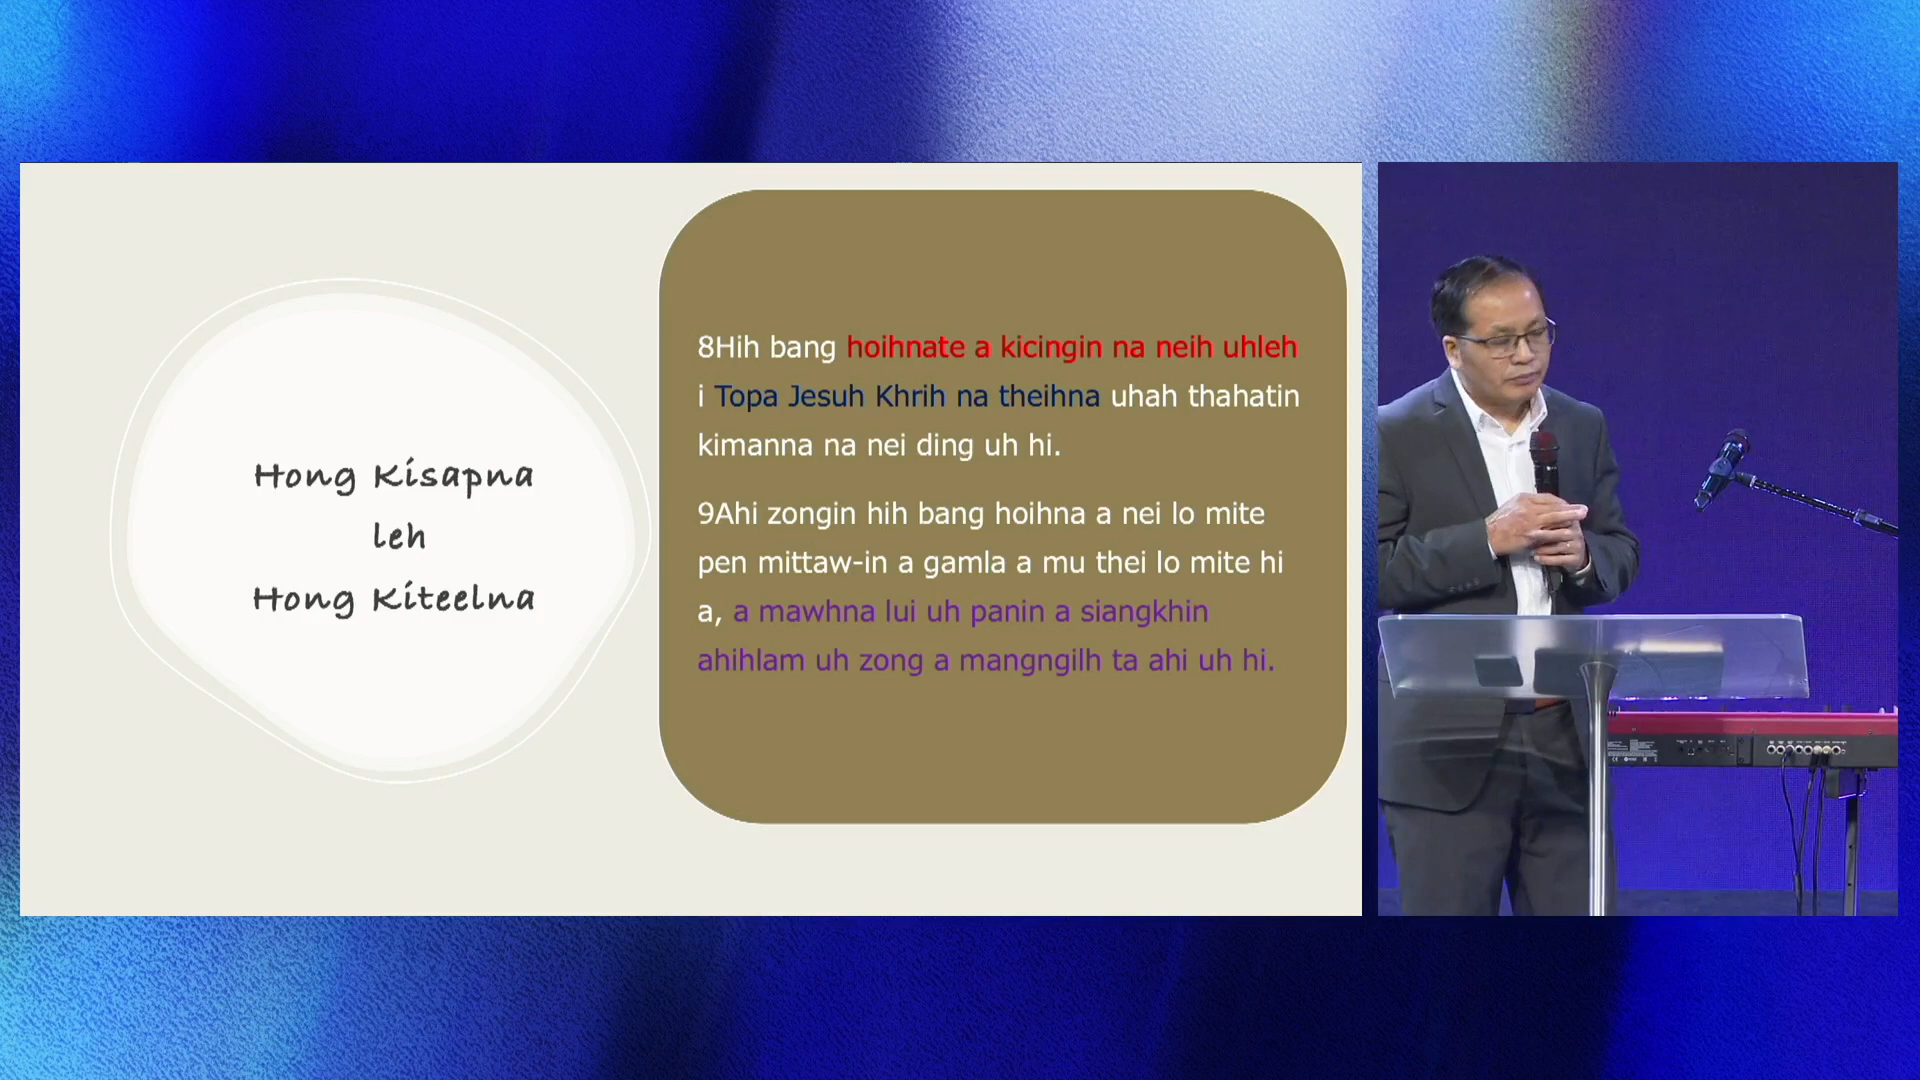 Hong Kisapna
leh
Hong Kiteelna
8Hih bang hoihnate a kicingin na neih uhleh
i Topa Jesuh Khrih na theihna uhah thahatin
kimanna na nei ding uh hi.
9Ahi zongin hih bang hoihna a nei lo mite
pen mittaw-in a gamla a mu thei lo mite hi
a, a mawhna lui uh panin a siangkhin
ahihlam uh zong a mangngilh ta ahi uh hi.